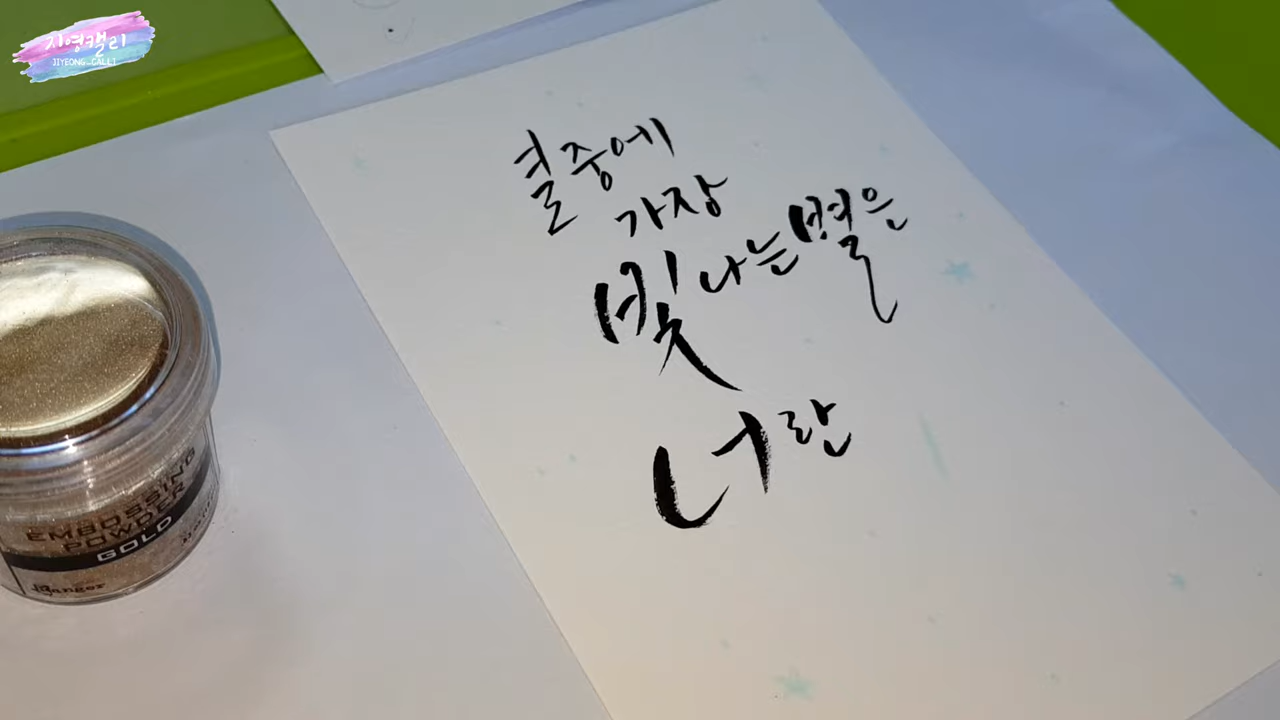 지영캘리
JIYEONG_CALLI
별중에
가장
빛나는 별은
너란
EMBOSSING
POWDER
GOLD
Ranger